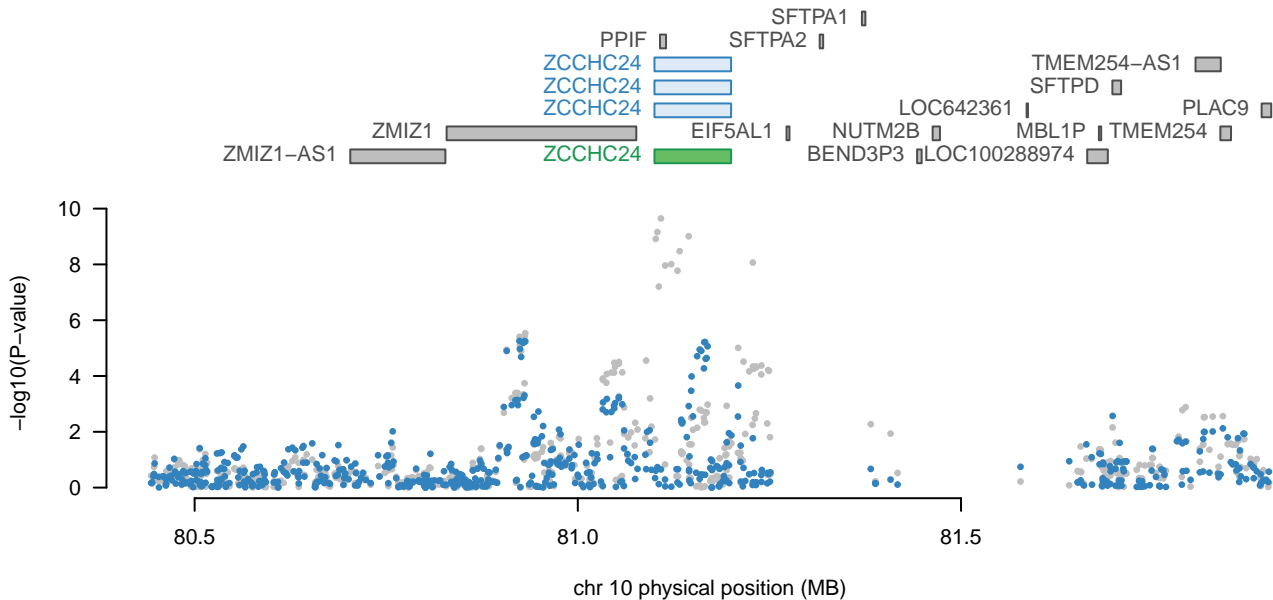 SFTPA1
PPIF SFTPA2
ZCCHC24 TMEM254−AS1
ZCCHC24 SFTPD
ZCCHC24 LOC642361 PLAC9
ZMIZ1 EIF5AL1 NUTM2B MBL1P TMEM254
ZMIZ1−AS1 ZCCHC24 BEND3P3 LOC100288974
10
8
6
4
2
0
−log10(P−value)
80.5 81.0 81.5
chr 10 physical position (MB)